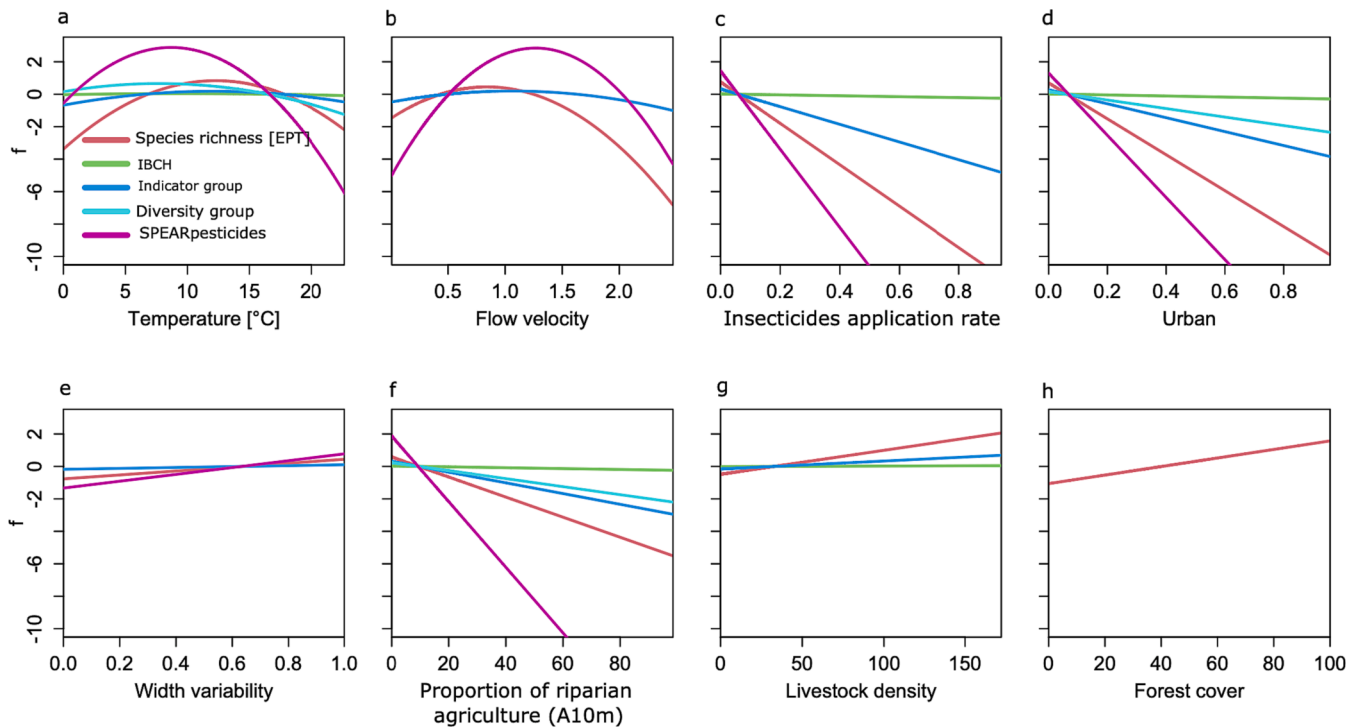 a
b
c
d
2
0
-2
-6
-10
f
Species richness [EPT]
IBCH
Indicator group
Diversity group
SPEARpesticides
0 5 10 15 20
0.5 1.0 1.5 2.0
0.0 0.2 0.4 0.6 0.8
0.0 0.2 0.4 0.6 0.8
Temperature [°C]
Flow velocity
Insecticides application rate
Urban
e
f
g
h
2
0
-2
-6
-10
f
0.0 0.2 0.4 0.6 0.8 1.0
0 20 40 60 80
0 50 100 150
0 20 40 60 80 100
Width variability
Proportion of riparian
agriculture (A10m)
Livestock density
Forest cover